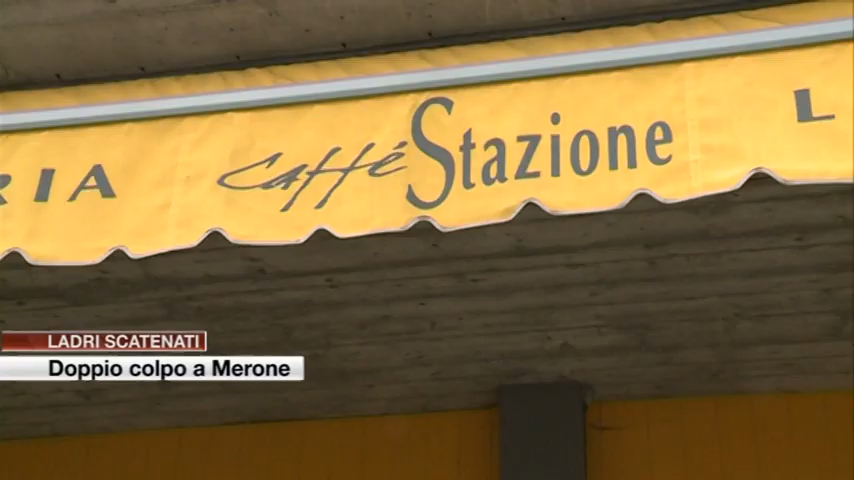 RIA Caffé Stazione L
LADRI SCATENATI
Doppio colpo a Merone